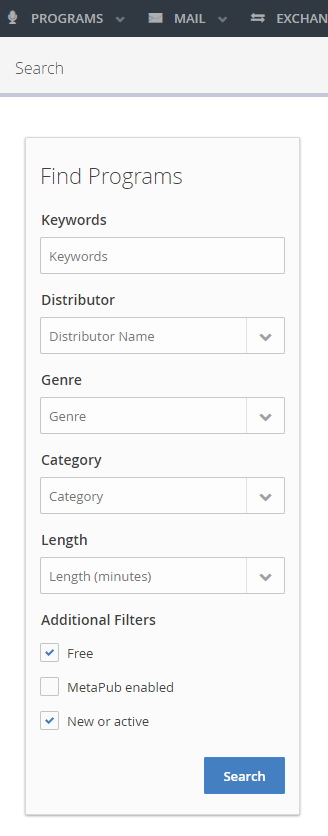 PROGRAMS MAIL EXCHAN
Search
Find Programs
Keywords
Keywords
Distributor
Distributor Name
Genre
Genre
Category
Category
Length
Length (minutes)
Additional Filters
Free
MetaPub enabled
New or active
Search